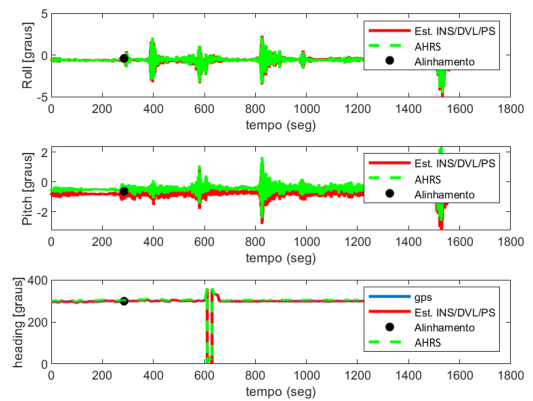 5
0
-5
Roll [graus]
Est. INS/DVL/PS
AHRS
Alinhamento
0 200 400 600 800 1000 1200 1400 1600 1800
tempo (seg)
2
0
-2
Pitch [graus]
Est. INS/DVL/PS
AHRS
Alinhamento
0 200 400 600 800 1000 1200 1400 1600 1800
tempo (seg)
400
200
0
heading [graus]
gps
Est. INS/DVL/PS
Alinhamento
AHRS
0 200 400 600 800 1000 1200 1400 1600 1800
tempo (seg)